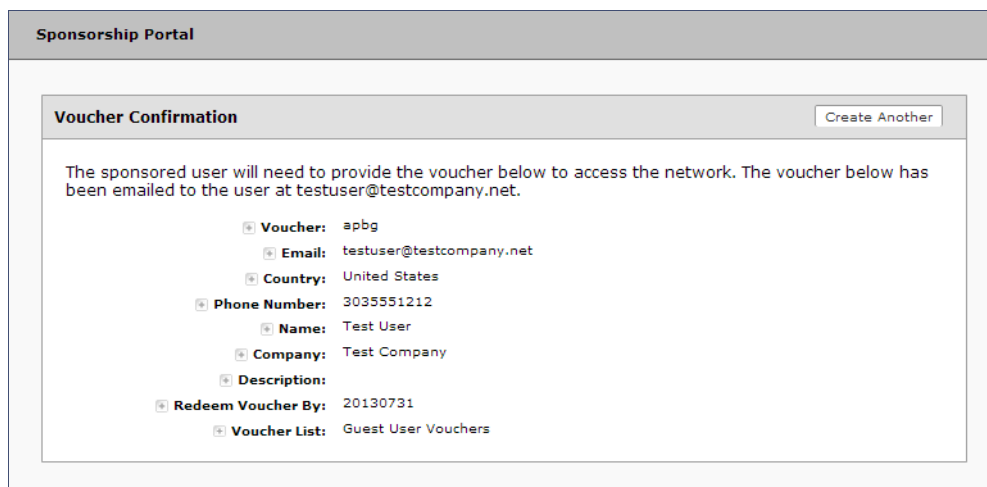 Sponsorship Portal
Voucher Confirmation
Create Another
The sponsored user will need to provide the voucher below to access the network. The voucher below has
been emailed to the user at testuser@testcompany.net.
Voucher: apbg
Email: testuser@testcompany.net
Country: United States
Phone Number: 3035551212
Name: Test User
Company: Test Company
Description:
Redeem Voucher By: 20130731
Voucher List: Guest User Vouchers